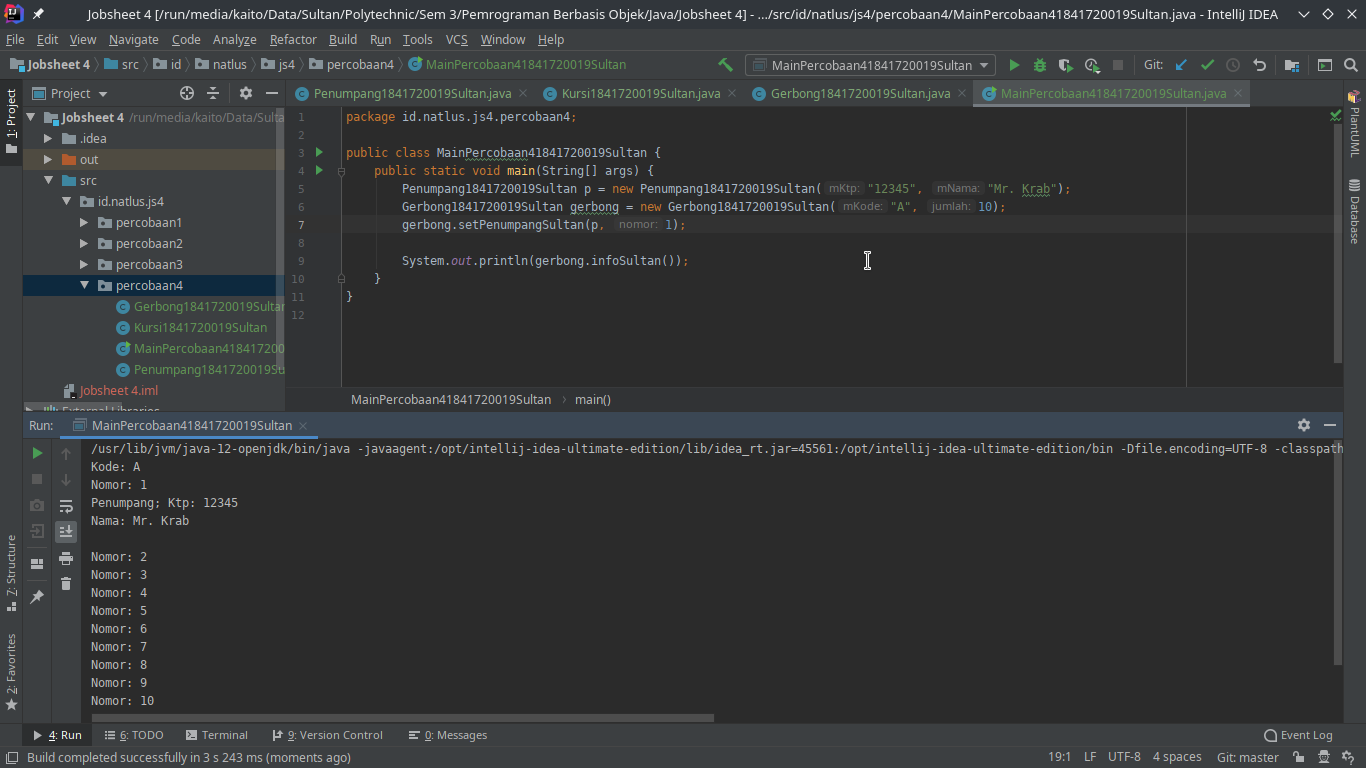 Jobsheet 4 [/run/media/kaito/Data/Sultan/Polytechnic/Sem 3/Pemrograman Berbasis Objek/Java/Jobsheet 4] - .../src/id/natlus/js4/percobaan4/MainPercobaan41841720019Sultan.java - IntelliJ IDEA
File Edit View Navigate Code Analyze Refactor Build Run Tools VCS Window Help
Jobsheet 4 src id natlus js4 percobaan4 MainPercobaan41841720019Sultan MainPercobaan41841720019Sultan Git:
1: Project
Project
Penumpang1841720019Sultan.java Kursi1841720019Sultan.java Gerbong1841720019Sultan.java MainPercobaan41841720019Sultan.java
Jobsheet 4 /run/media/kaito/Data/Sulta
.idea
out
src
id.natlus.js4
percobaan1
percobaan2
percobaan3
percobaan4
Gerbong1841720019Sultan
Kursi1841720019Sultan
MainPercobaan418417200
Penumpang1841720019Su
Jobsheet 4.iml
External Libraries
1 package id.natlus.js4.percobaan4;
2
3 public class MainPercobaan41841720019Sultan {
4 public static void main(String[] args) {
5 Penumpang1841720019Sultan p = new Penumpang1841720019Sultan( mKtp: "12345", mNama: "Mr. Krab");
6 Gerbong1841720019Sultan gerbong = new Gerbong1841720019Sultan( mKode: "A", jumlah: 10);
7 gerbong.setPenumpangSultan(p, nomor: 1);
8
9 System.out.println(gerbong.infoSultan());
10 }
11 }
12
MainPercobaan41841720019Sultan main()
PlantUML
Database
Run: MainPercobaan41841720019Sultan
/usr/lib/jvm/java-12-openjdk/bin/java -javaagent:/opt/intellij-idea-ultimate-edition/lib/idea_rt.jar=45561:/opt/intellij-idea-ultimate-edition/bin -Dfile.encoding=UTF-8 -classpath
Kode: A
Nomor: 1
Penumpang; Ktp: 12345
Nama: Mr. Krab
Nomor: 2
Nomor: 3
Nomor: 4
Nomor: 5
Nomor: 6
Nomor: 7
Nomor: 8
Nomor: 9
Nomor: 10
7: Structure
2: Favorites
4: Run 6: TODO Terminal 9: Version Control 0: Messages Event Log
Build completed successfully in 3 s 243 ms (moments ago) 19:1 LF UTF-8 4 spaces Git: master